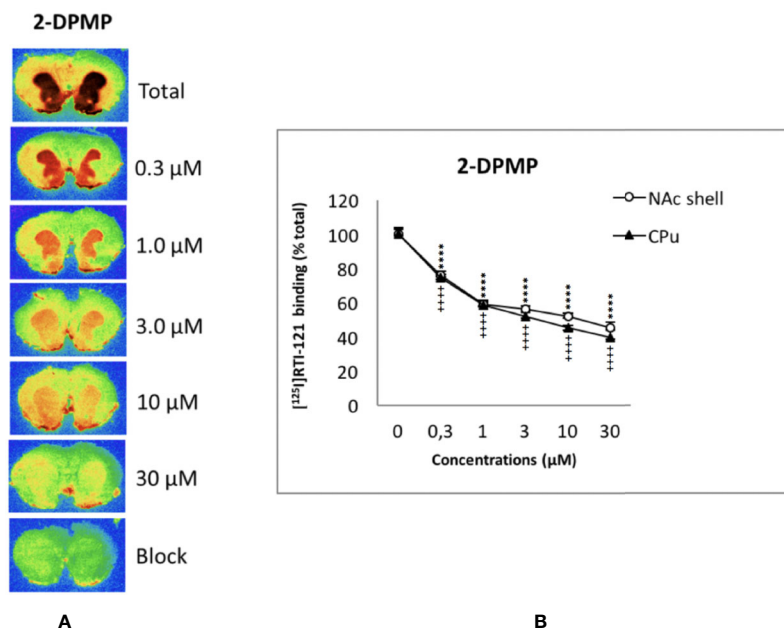 2-DPMP
Total
0.3 µM
1.0 µM
3.0 µM
10 µM
30 µM
Block
A
2-DPMP
[¹²⁵I]RTI-121 binding (% total)
120
100
80
60
40
20
0
0 0,3 1 3 10 30
Concentrations (µM)
NAc shell
CPu
****
++++
****
++++
****
++++
****
++++
****
++++
B